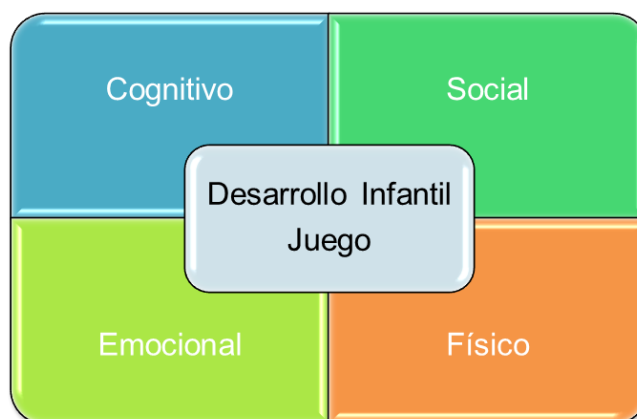 Cognitivo
Social
Desarrollo Infantil
Juego
Emocional
Físico